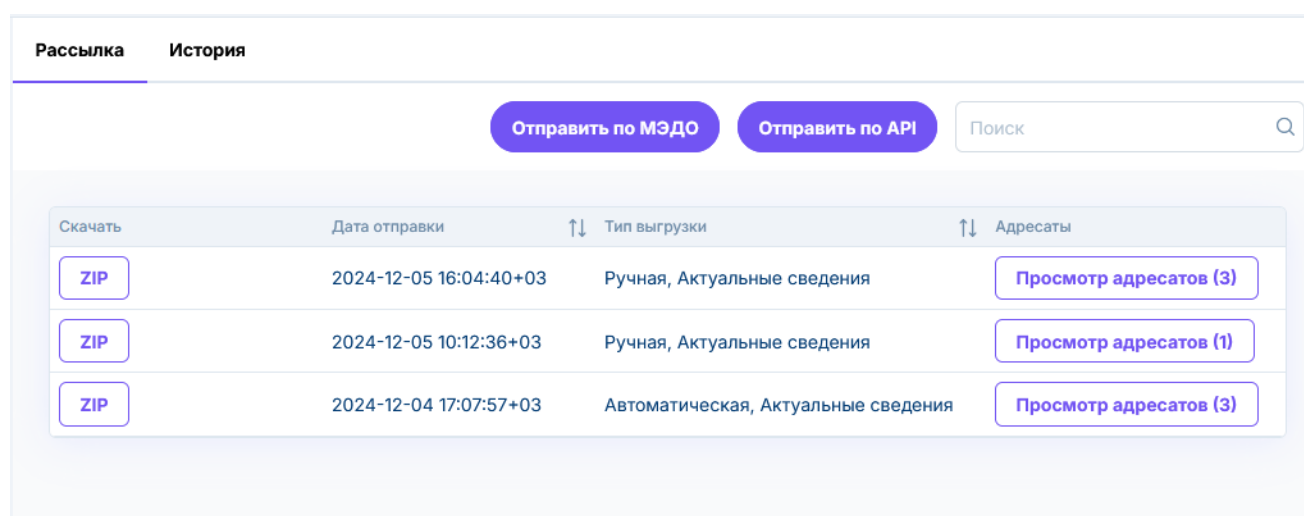 Рассылка История
Отправить по МЭДО Отправить по API Поиск
Скачать Дата отправки Тип выгрузки Адресаты
ZIP 2024-12-05 16:04:40+03 Ручная, Актуальные сведения Просмотр адресатов (3)
ZIP 2024-12-05 10:12:36+03 Ручная, Актуальные сведения Просмотр адресатов (1)
ZIP 2024-12-04 17:07:57+03 Автоматическая, Актуальные сведения Просмотр адресатов (3)